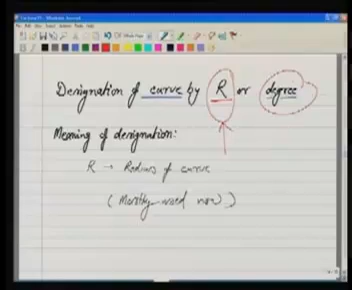 Designation of curve by R or degree
Meaning of designation:
R → Radius of curve
(Mostly used now)